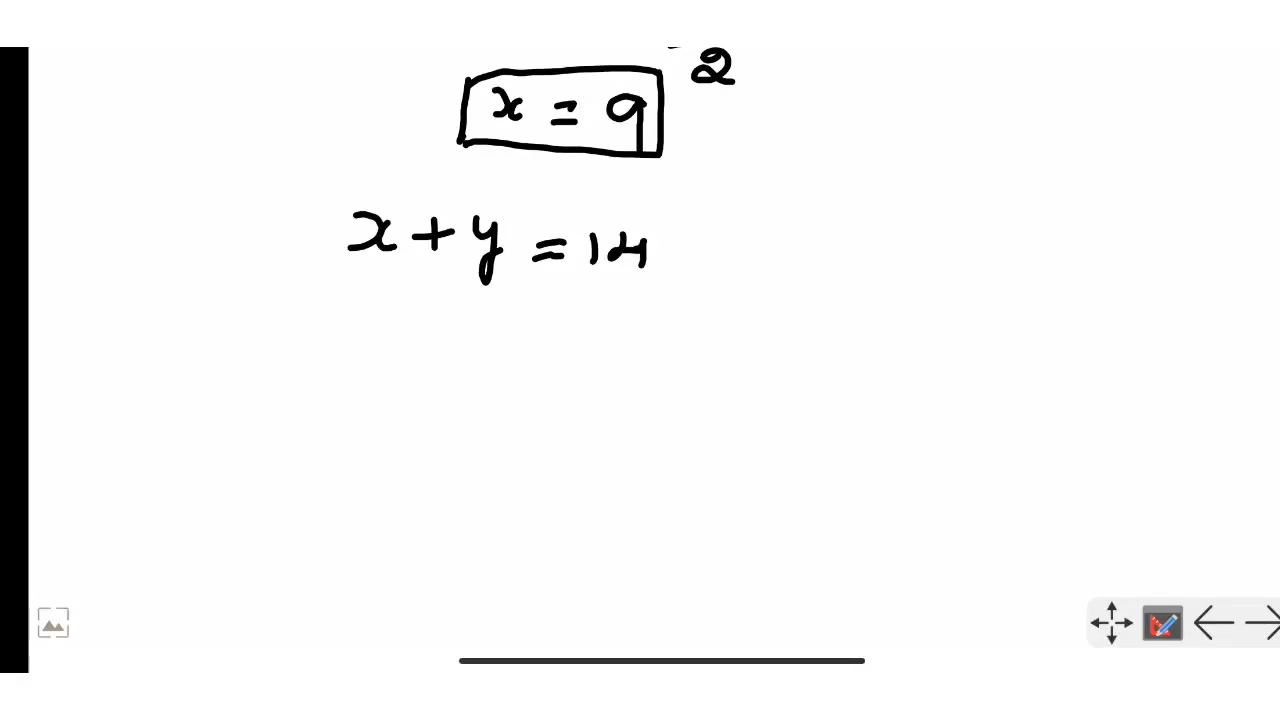 2
x = 9
x + y = 14